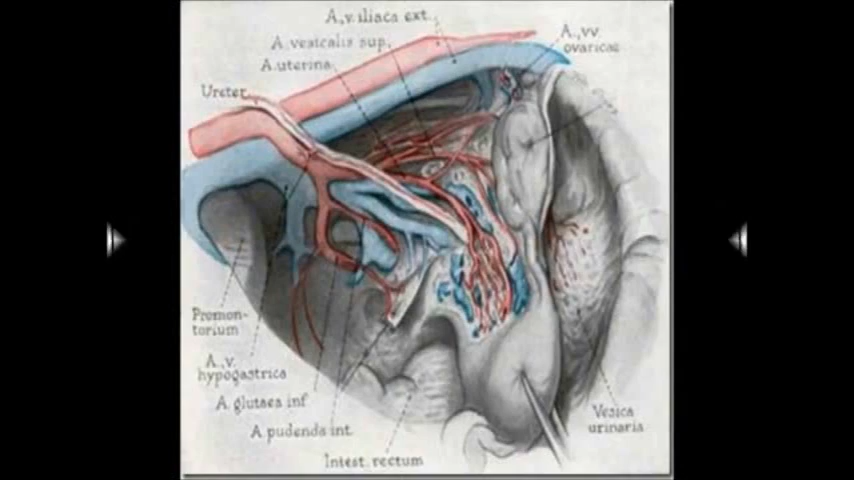 A., v. iliaca ext.
A. vesicalis sup.
A. uterina
Ureter
A., vv.
ovaricae
Promon-
torium
A., v.
hypogastrica
A. glutaea inf.
A. pudenda int.
Intest. rectum
Vesica
urinaria